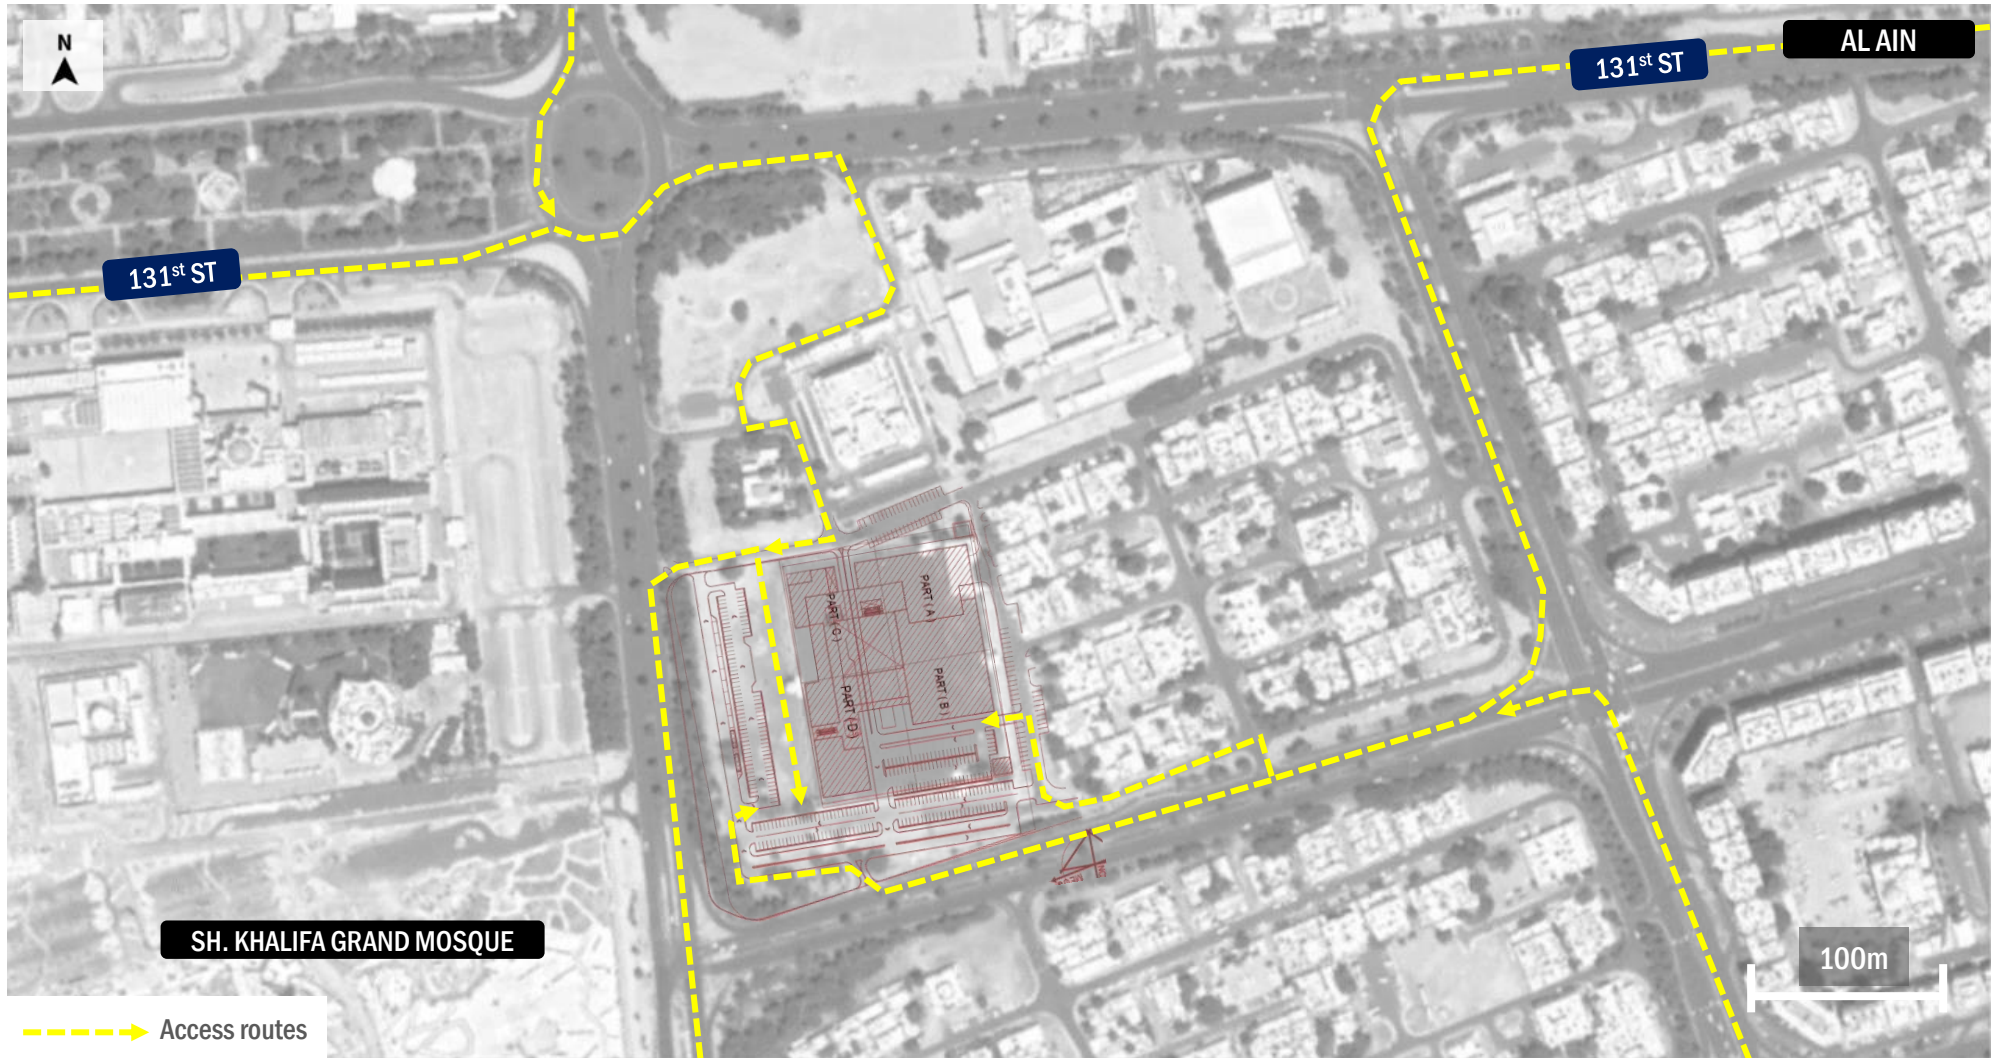 N
AL AIN
131st ST
131st ST
PART (A)
PART (C)
PART (B)
PART (D)
SH. KHALIFA GRAND MOSQUE
100m
Access routes